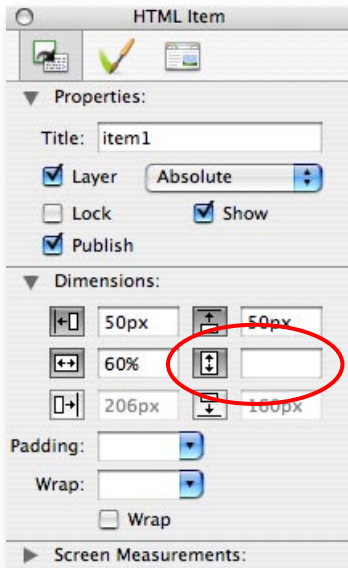 HTML Item
Properties:
Title: item1
Layer Absolute
Lock Show
Publish
Dimensions:
50px 50px
60%
206px 160px
Padding:
Wrap:
Wrap
Screen Measurements: